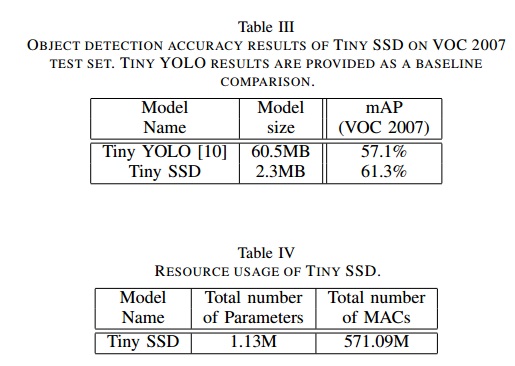 Table III
OBJECT DETECTION ACCURACY RESULTS OF TINY SSD ON VOC 2007
TEST SET. TINY YOLO RESULTS ARE PROVIDED AS A BASELINE
COMPARISON.
Model Model mAP
Name size (VOC 2007)
Tiny YOLO [10] 60.5MB 57.1%
Tiny SSD 2.3MB 61.3%
Table IV
RESOURCE USAGE OF TINY SSD.
Model Total number Total number
Name of Parameters of MACs
Tiny SSD 1.13M 571.09M